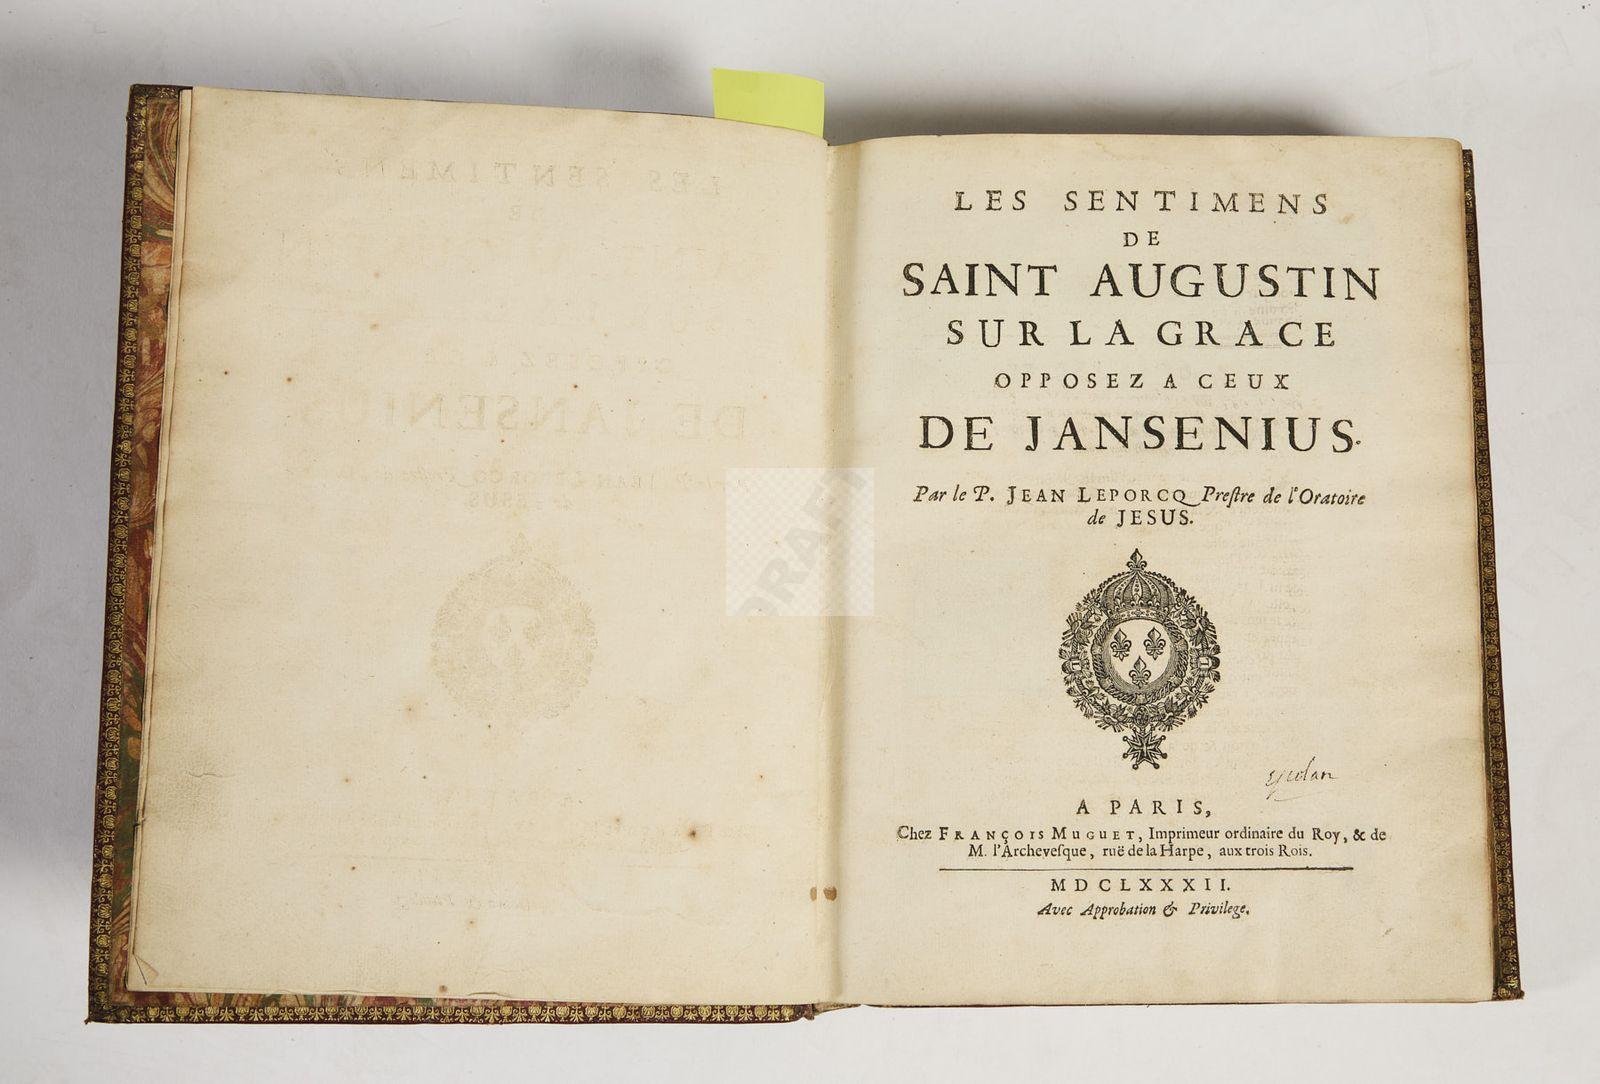 LES SENTIMENS
DE
SAINT AUGUSTIN
SUR LA GRACE
OPPOSEZ A CEUX
DE JANSENIUS.
Par le P. JEAN LEPORCQ Prestre de l'Oratoire
de JESUS.
A PARIS,
Chez FRANÇOIS MUGUET, Imprimeur ordinaire du Roy, & de
M. l'Archevesque, ruë de la Harpe, aux trois Rois.
MDCLXXXII.
Avec Approbation & Privilege.
DRAFT